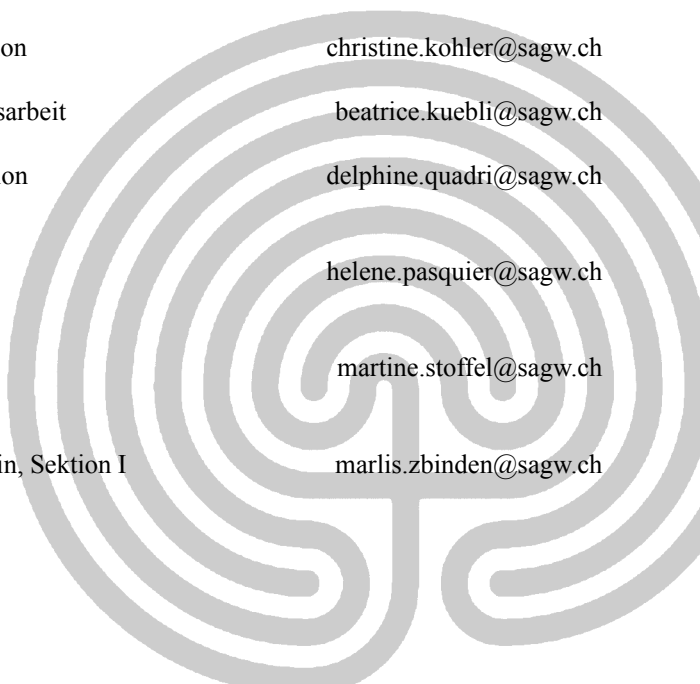 on christine.kohler@sagw.ch
sarbeit beatrice.kuebli@sagw.ch
ion delphine.quadri@sagw.ch
helene.pasquier@sagw.ch
martine.stoffel@sagw.ch
in, Sektion I marlis.zbinden@sagw.ch